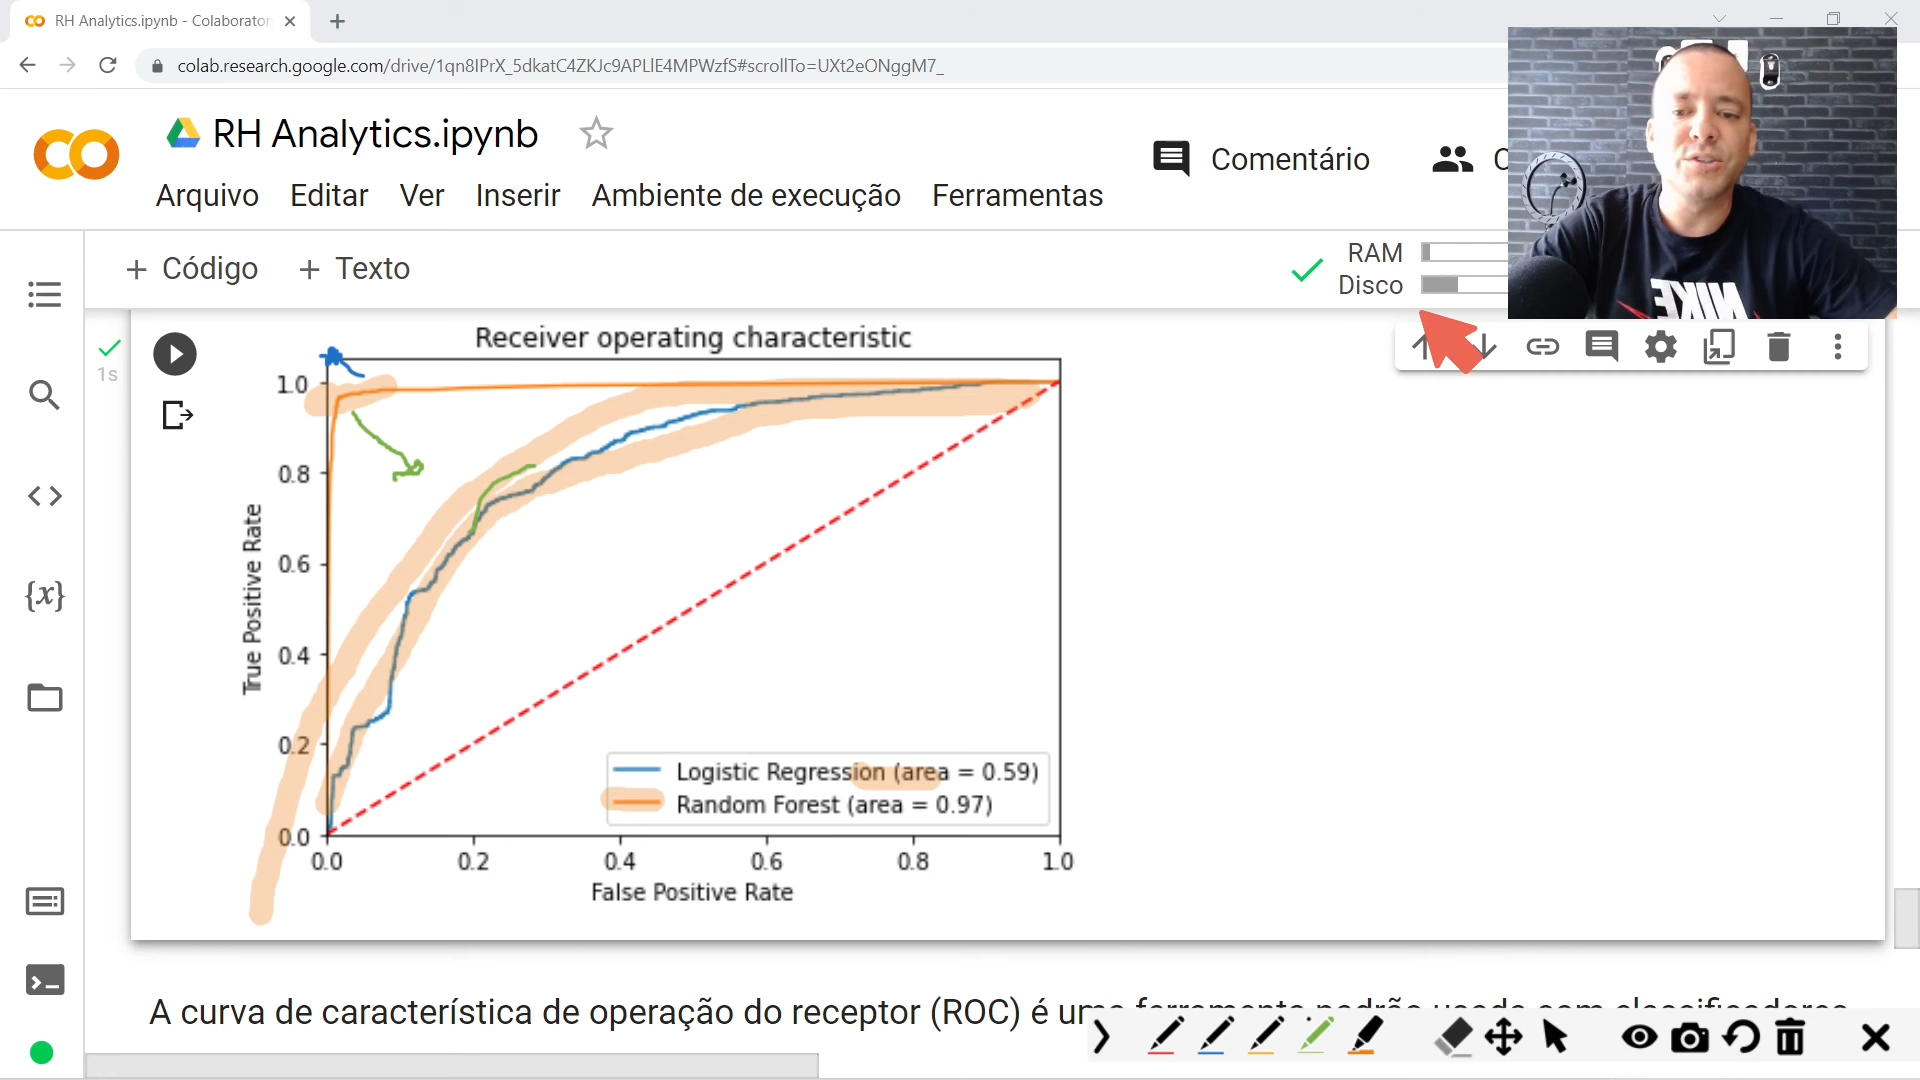 RH Analytics.ipynb - Colaborator
colab.research.google.com/drive/1qn8IPrX_5dkatC4ZKJc9APLlE4MPWzfS#scrollTo=UXt2eONggM7_
RH Analytics.ipynb
Comentário
Arquivo Editar Ver Inserir Ambiente de execução Ferramentas
+ Código + Texto
RAM
Disco
1s
Receiver operating characteristic
1.0
0.8
0.6
0.4
0.2
0.0
True Positive Rate
Logistic Regression (area = 0.59)
Random Forest (area = 0.97)
0.0 0.2 0.4 0.6 0.8 1.0
False Positive Rate
{x}
NIKE
A curva de característica de operação do receptor (ROC) é